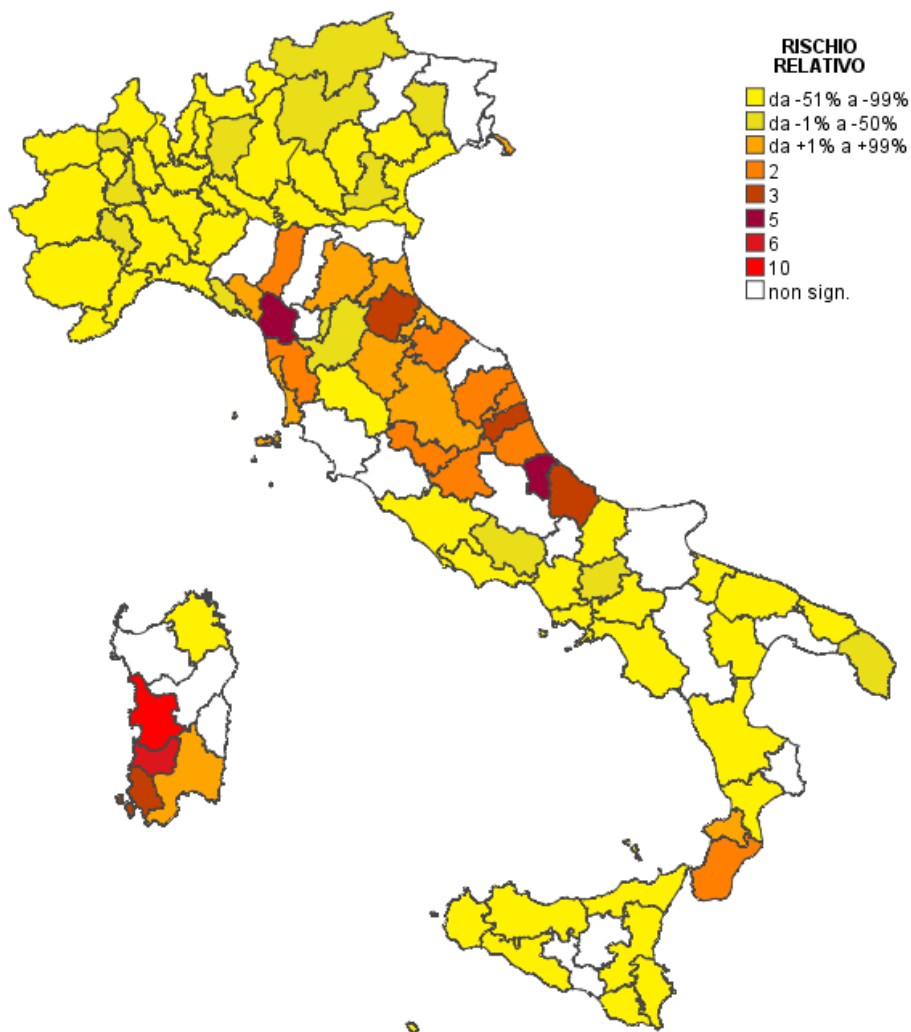 RISCHIO
RELATIVO
da -51% a -99%
da -1% a -50%
da +1% a +99%
2
3
5
6
10
non sign.